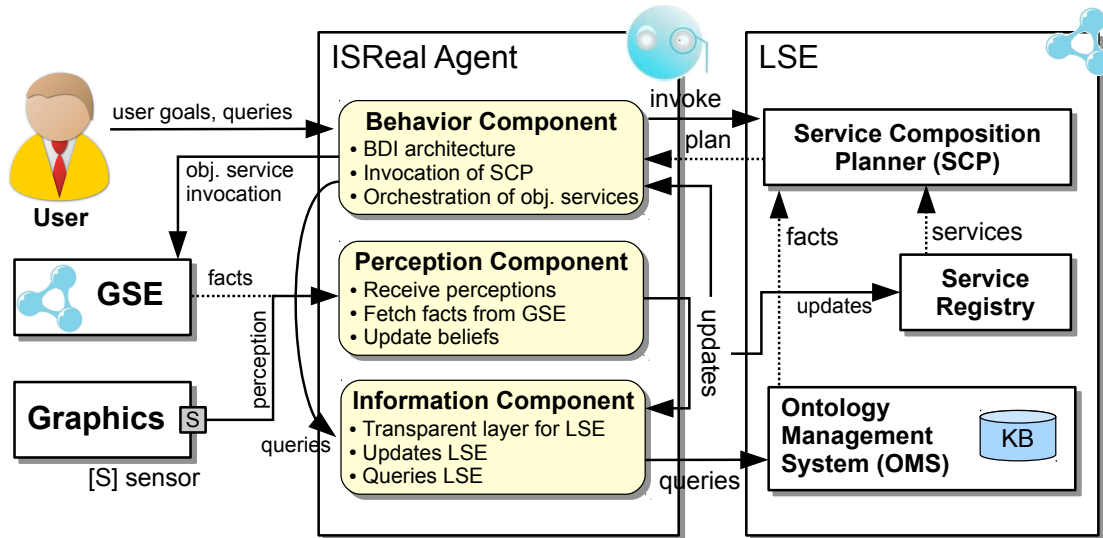 ISReal Agent
LSE
user goals, queries
invoke
plan
Behavior Component
• BDI architecture
• Invocation of SCP
• Orchestration of obj. services
Service Composition
Planner (SCP)
obj. service
invocation
User
facts
services
GSE
facts
Perception Component
• Receive perceptions
• Fetch facts from GSE
• Update beliefs
updates
updates
Service
Registry
perception
Graphics
S
[S] sensor
queries
Information Component
• Transparent layer for LSE
• Updates LSE
• Queries LSE
queries
Ontology
Management
System (OMS)
KB